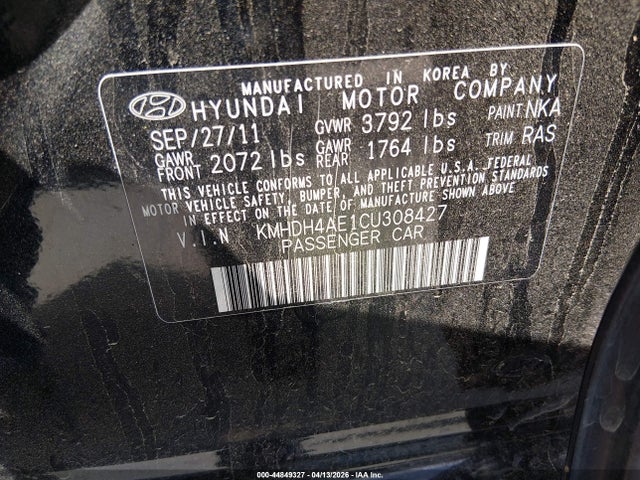 MANUFACTURED IN KOREA BY
HYUNDAI MOTOR COMPANY
SEP/27/11 GVWR 3792 lbs PAINT NKA
GAWR FRONT 2072 lbs GAWR REAR 1764 lbs TRIM RAS
THIS VEHICLE CONFORMS TO ALL APPLICABLE U.S.A. FEDERAL
MOTOR VEHICLE SAFETY, BUMPER, AND THEFT PREVENTION STANDARDS
IN EFFECT ON THE DATE OF MANUFACTURE SHOWN ABOVE
V.I.N KMHDH4AE1CU308427
PASSENGER CAR
000-44849327 - 04/13/2026 - IAA Inc.